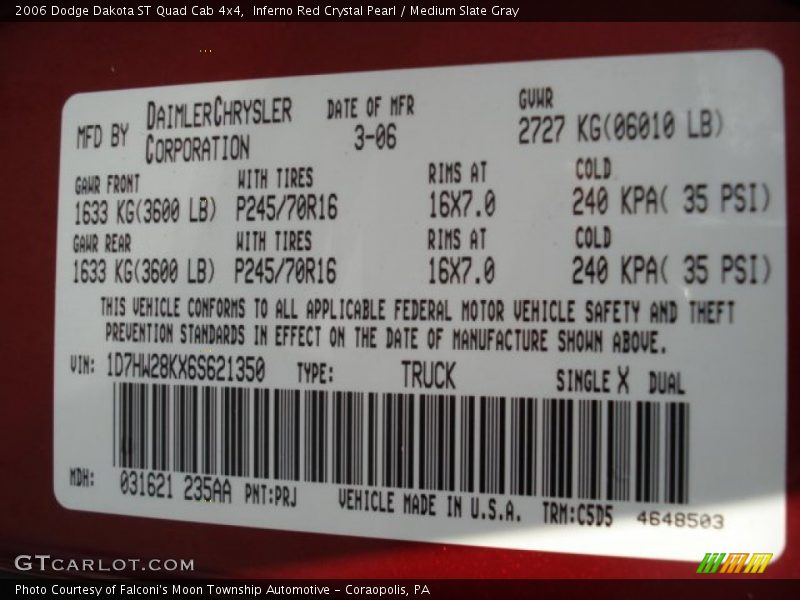 2006 Dodge Dakota ST Quad Cab 4x4,  Inferno Red Crystal Pearl / Medium Slate Gray
MFD BY DAIMLERCHRYSLER CORPORATION DATE OF MFR 3-06 GVWR 2727 KG(06010 LB)
GAWR FRONT WITH TIRES RIMS AT COLD
1633 KG(3600 LB) P245/70R16 16X7.0 240 KPA( 35 PSI)
GAWR REAR WITH TIRES RIMS AT COLD
1633 KG(3600 LB) P245/70R16 16X7.0 240 KPA( 35 PSI)
THIS VEHICLE CONFORMS TO ALL APPLICABLE FEDERAL MOTOR VEHICLE SAFETY AND THEFT
PREVENTION STANDARDS IN EFFECT ON THE DATE OF MANUFACTURE SHOWN ABOVE.
VIN: 1D7HW28KX6S621350 TYPE: TRUCK SINGLE X DUAL
MDH: 031621 235AA PNT:PRJ VEHICLE MADE IN U.S.A. TRM:C5D5 4648503
GTCARLOT.COM
Photo Courtesy of Falconi's Moon Township Automotive - Coraopolis, PA